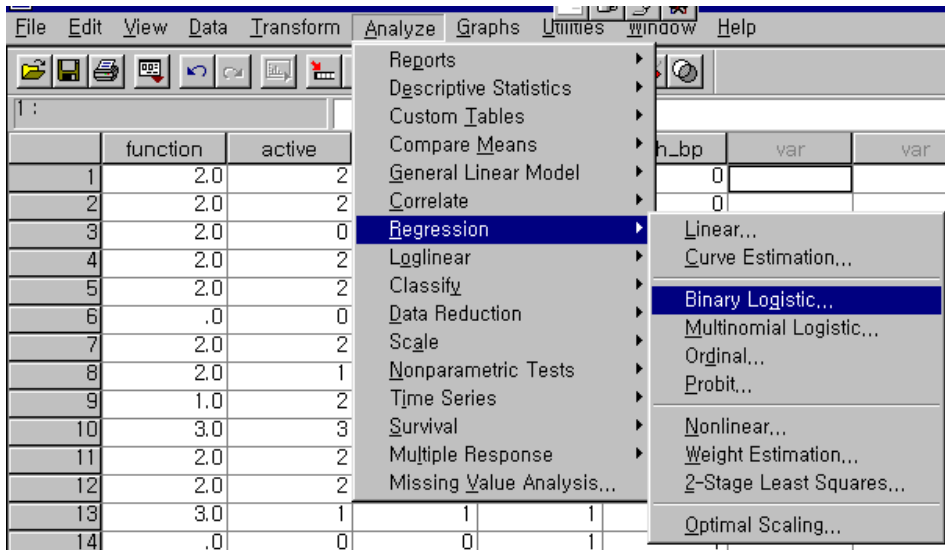 File Edit View Data Transform Analyze Graphs Utilities Window Help
1 :
function active h_bp var var
1 2.0 2 0
2 2.0 2 0
3 2.0 0
4 2.0 2
5 2.0 2
6 .0 0
7 2.0 2
8 2.0 1
9 1.0 2
10 3.0 3
11 2.0 2
12 2.0 2
13 3.0 1 1 1
14 .0 0 0 1
Reports
Descriptive Statistics
Custom Tables
Compare Means
General Linear Model
Correlate
Regression
Loglinear
Classify
Data Reduction
Scale
Nonparametric Tests
Time Series
Survival
Multiple Response
Missing Value Analysis...
Linear...
Curve Estimation...
Binary Logistic...
Multinomial Logistic...
Ordinal...
Probit...
Nonlinear...
Weight Estimation...
2-Stage Least Squares...
Optimal Scaling...